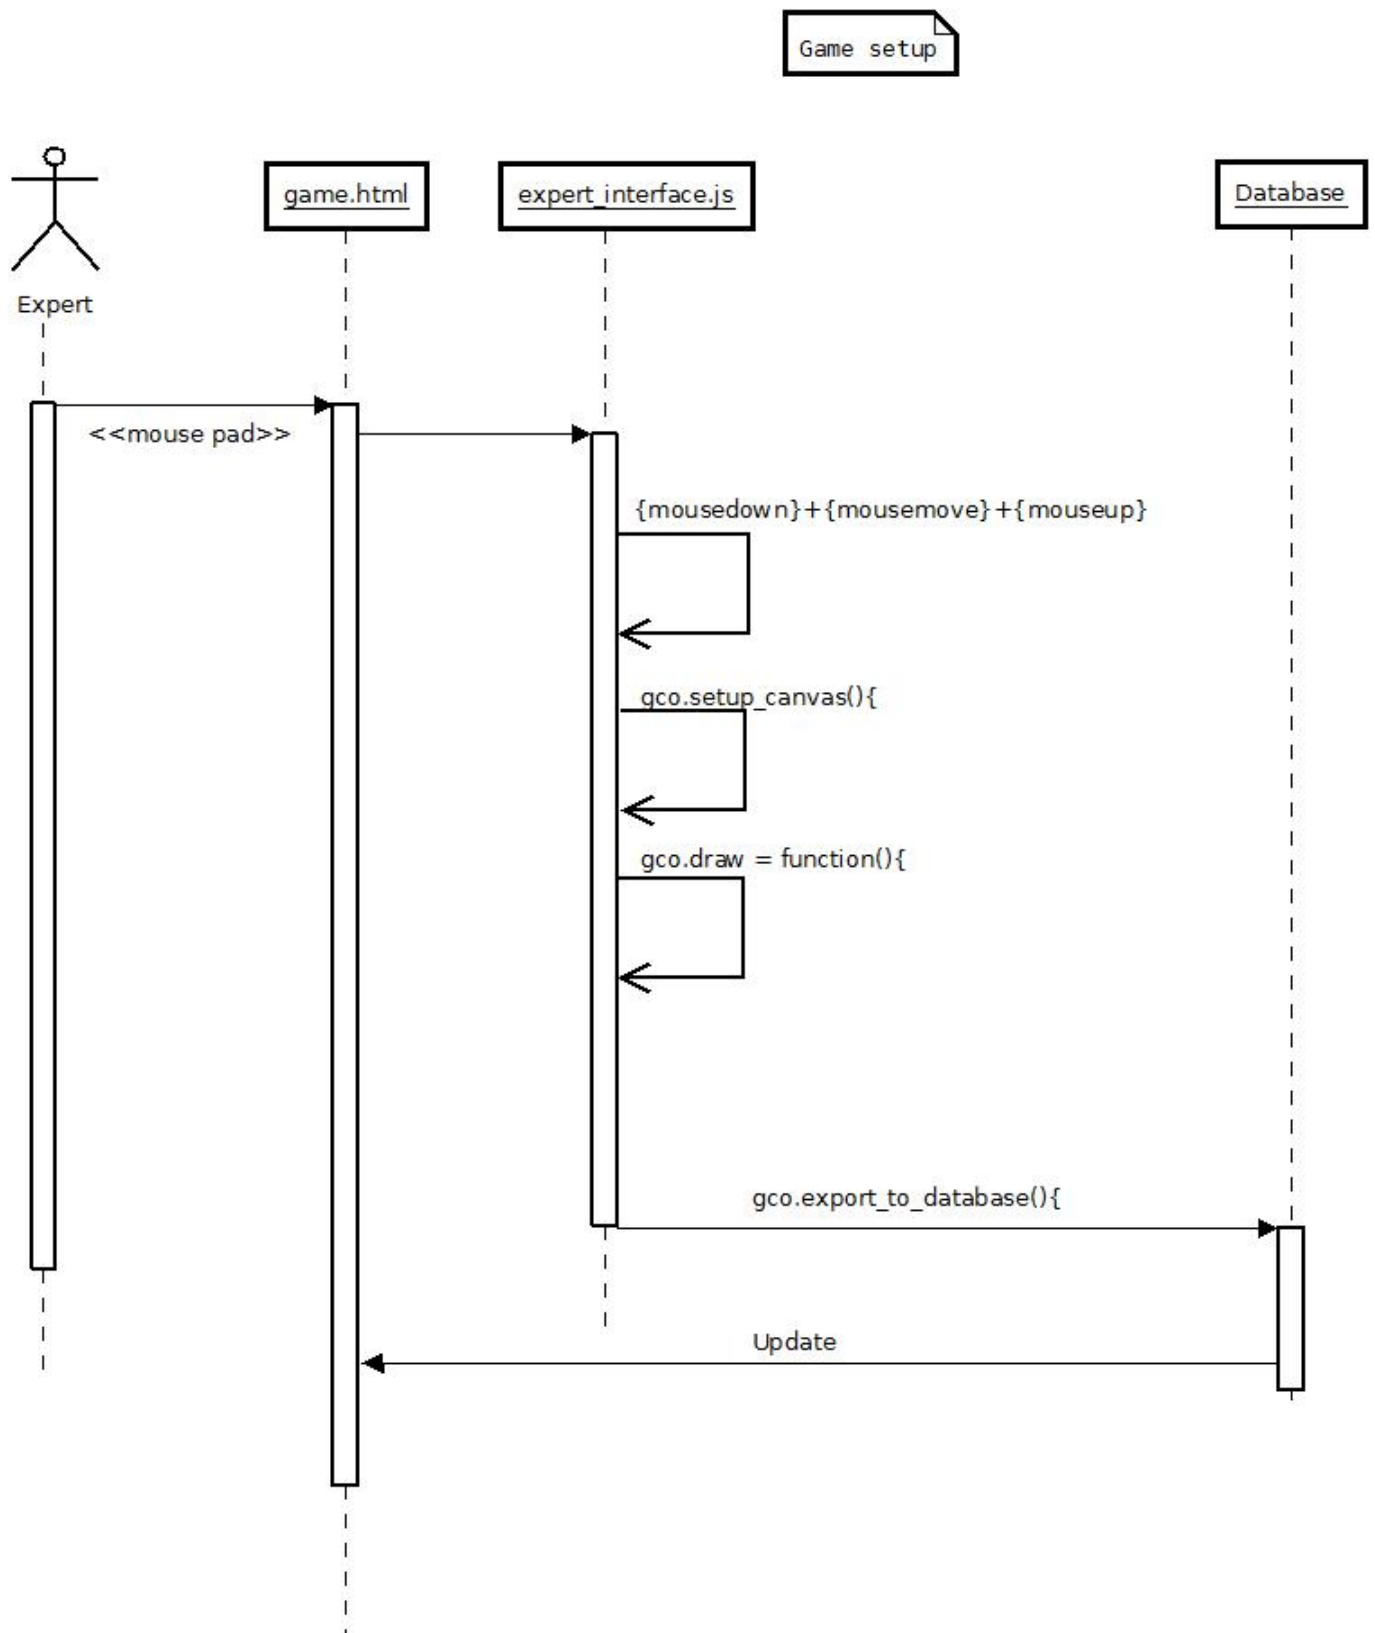 Game setup
game.html
expert_interface.js
Database
Expert
<<mouse pad>>
{mousedown}+{mousemove}+{mouseup}
gco.setup_canvas(){
gco.draw = function(){
gco.export_to_database(){
Update